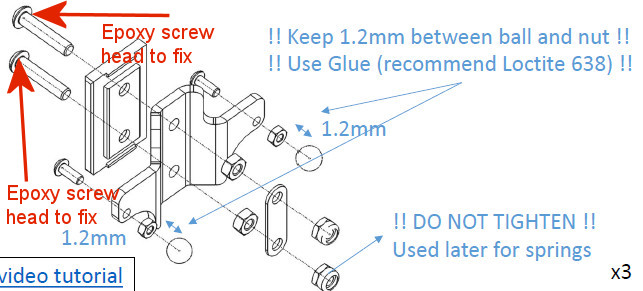 Epoxy screw
head to fix
!! Keep 1.2mm between ball and nut !!
!! Use Glue (recommend Loctite 638) !!
1.2mm
Epoxy screw
head to fix
1.2mm
!! DO NOT TIGHTEN !!
Used later for springs
video tutorial
x3